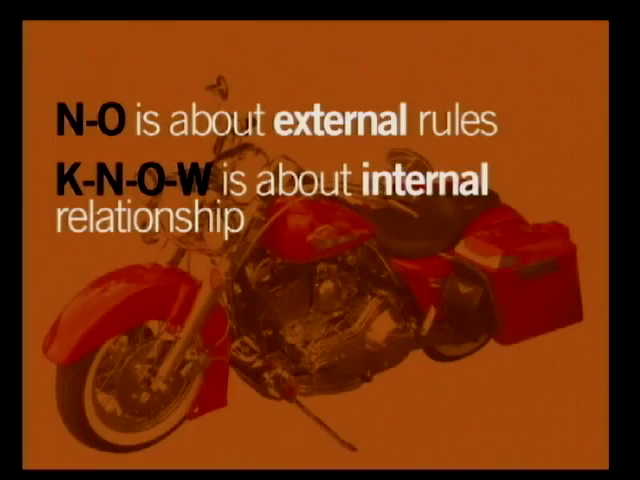 N-O is about external rules
K-N-O-W is about internal
relationship